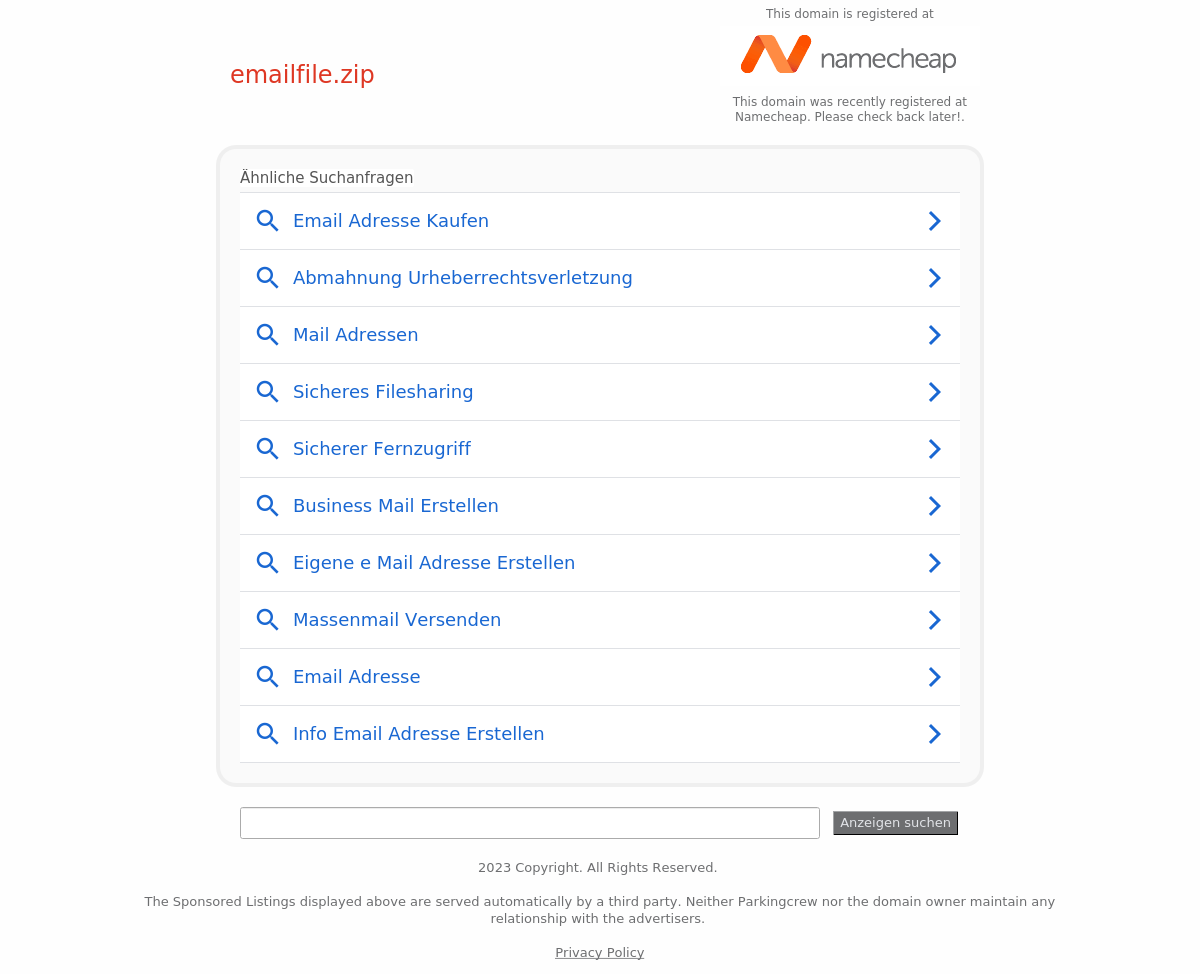 This domain is registered at
namecheap
emailfile.zip
This domain was recently registered at
Namecheap. Please check back later!.
Ähnliche Suchanfragen
Email Adresse Kaufen
Abmahnung Urheberrechtsverletzung
Mail Adressen
Sicheres Filesharing
Sicherer Fernzugriff
Business Mail Erstellen
Eigene e Mail Adresse Erstellen
Massenmail Versenden
Email Adresse
Info Email Adresse Erstellen
Anzeigen suchen
2023 Copyright. All Rights Reserved.
The Sponsored Listings displayed above are served automatically by a third party. Neither Parkingcrew nor the domain owner maintain any
relationship with the advertisers.
Privacy Policy